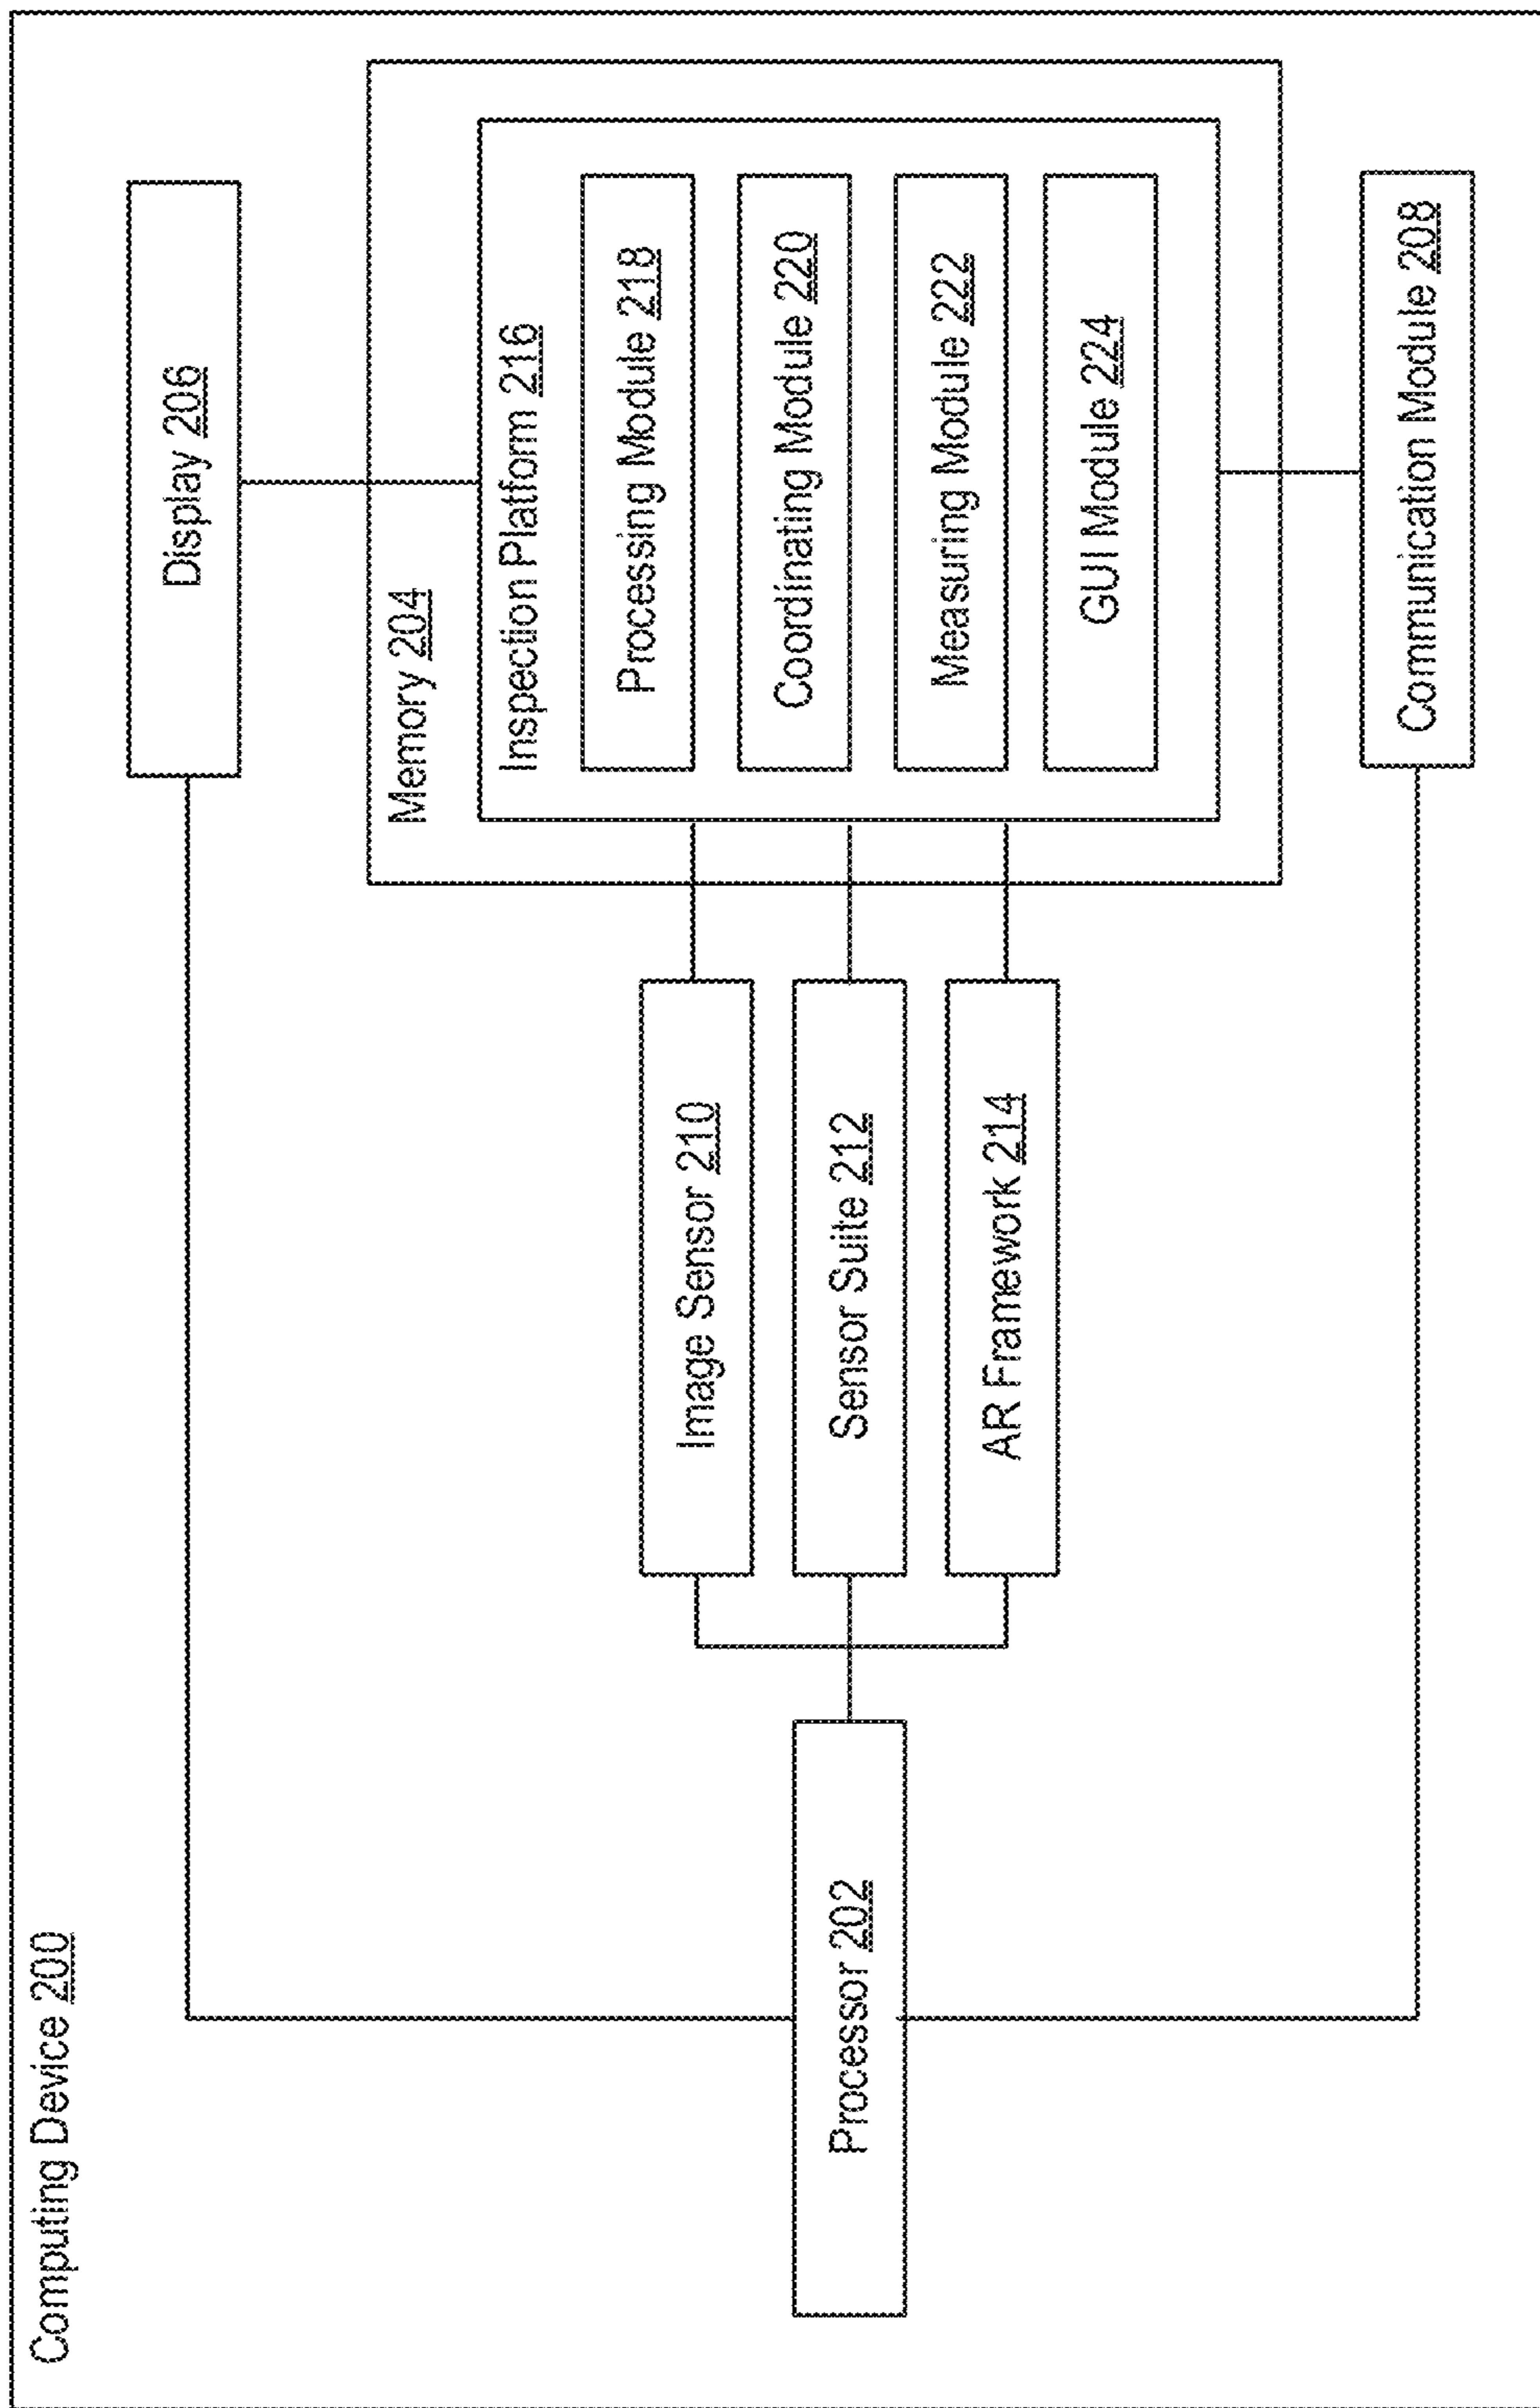 Computing Device 200
Display 206
Memory 204
Inspection Platform 216
Processing Module 218
Coordinating Module 220
Measuring Module 222
GUI Module 224
Image Sensor 210
Sensor Suite 212
AR Framework 214
Processor 202
Communication Module 208